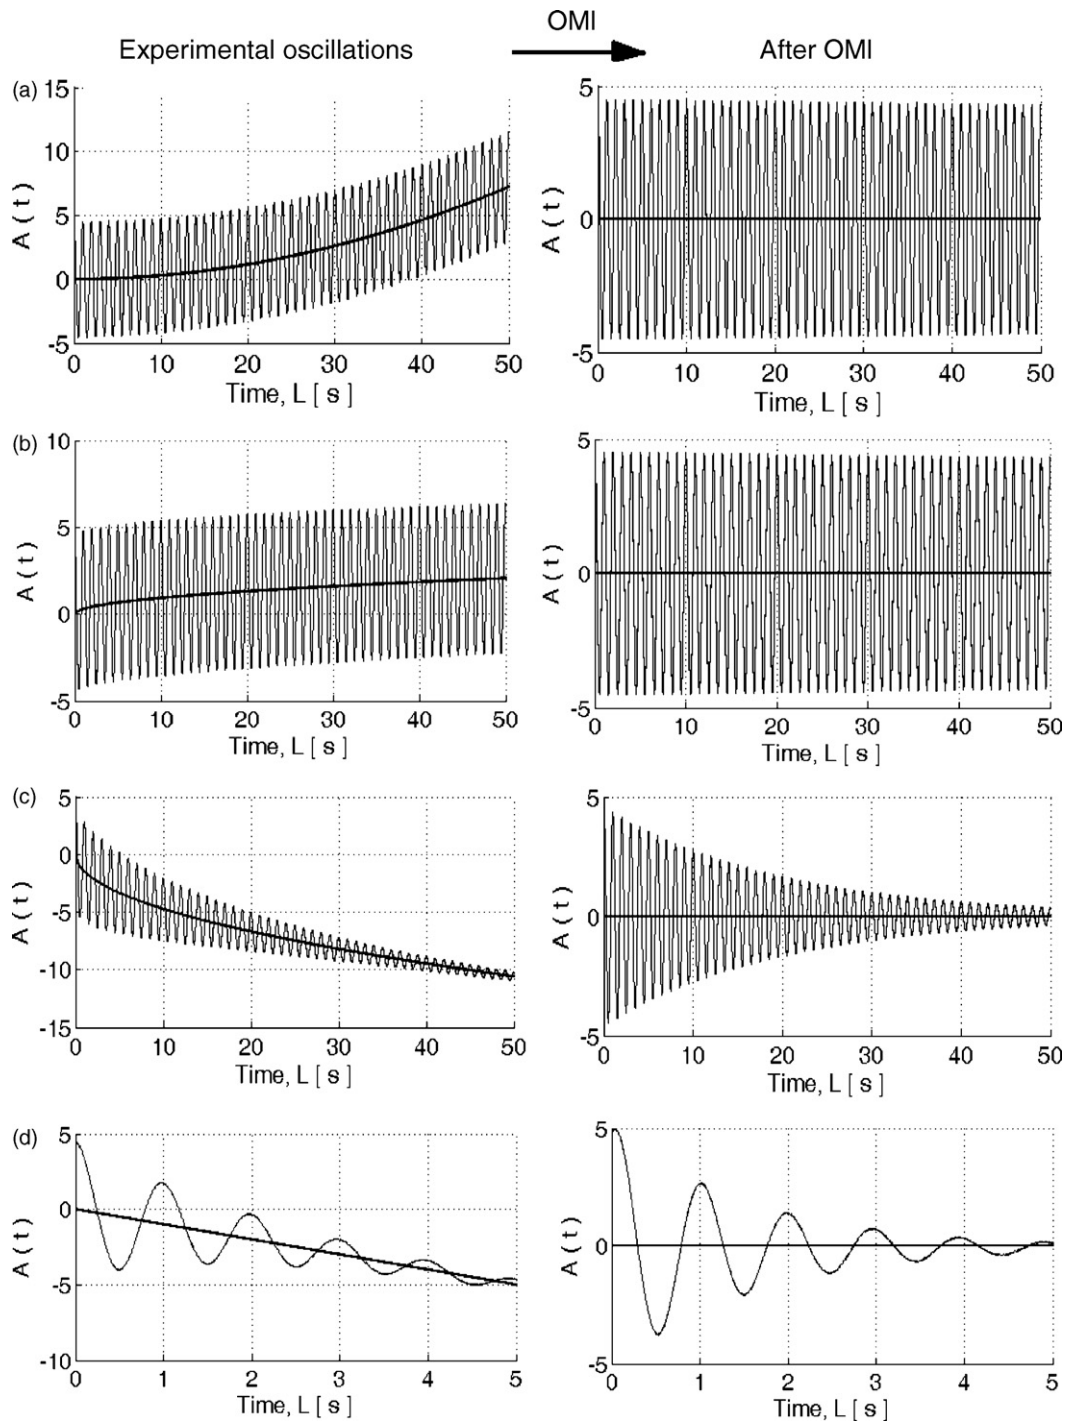 OMI
Experimental oscillations After OMI
(a)
15
10
5
0
-5
A ( t )
0 10 20 30 40 50
Time, L [ s ]
5
0
-5
A ( t )
0 10 20 30 40 50
Time, L [ s ]
(b)
10
5
0
-5
A ( t )
0 10 20 30 40 50
Time, L [ s ]
5
0
-5
A ( t )
0 10 20 30 40 50
Time, L [ s ]
(c)
5
0
-5
-10
-15
A ( t )
0 10 20 30 40 50
Time, L [ s ]
5
0
-5
A ( t )
0 10 20 30 40 50
Time, L [ s ]
(d)
5
0
-5
-10
A ( t )
0 1 2 3 4 5
Time, L [ s ]
5
0
-5
A ( t )
0 1 2 3 4 5
Time, L [ s ]